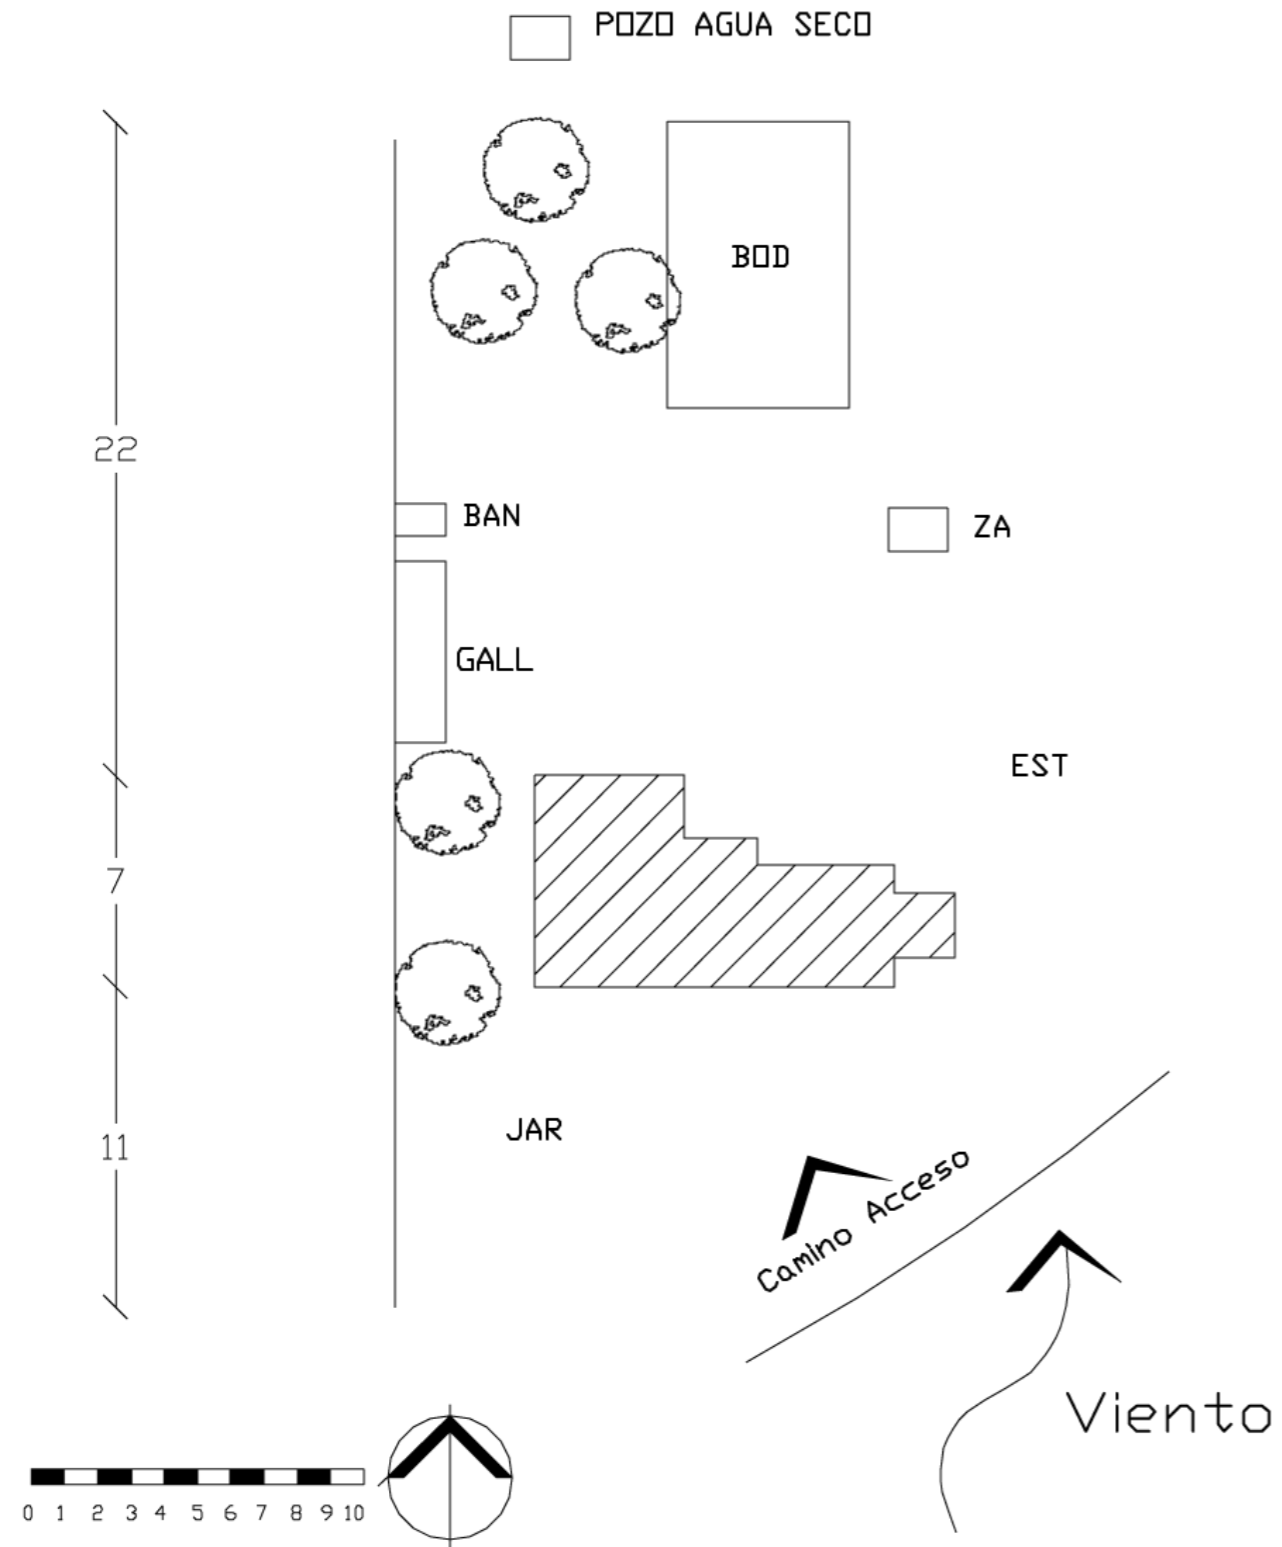 POZO AGUA SECO
BOD
22
BAN
ZA
GALL
EST
7
11
JAR
Camino Acceso
Viento
0 1 2 3 4 5 6 7 8 9 10